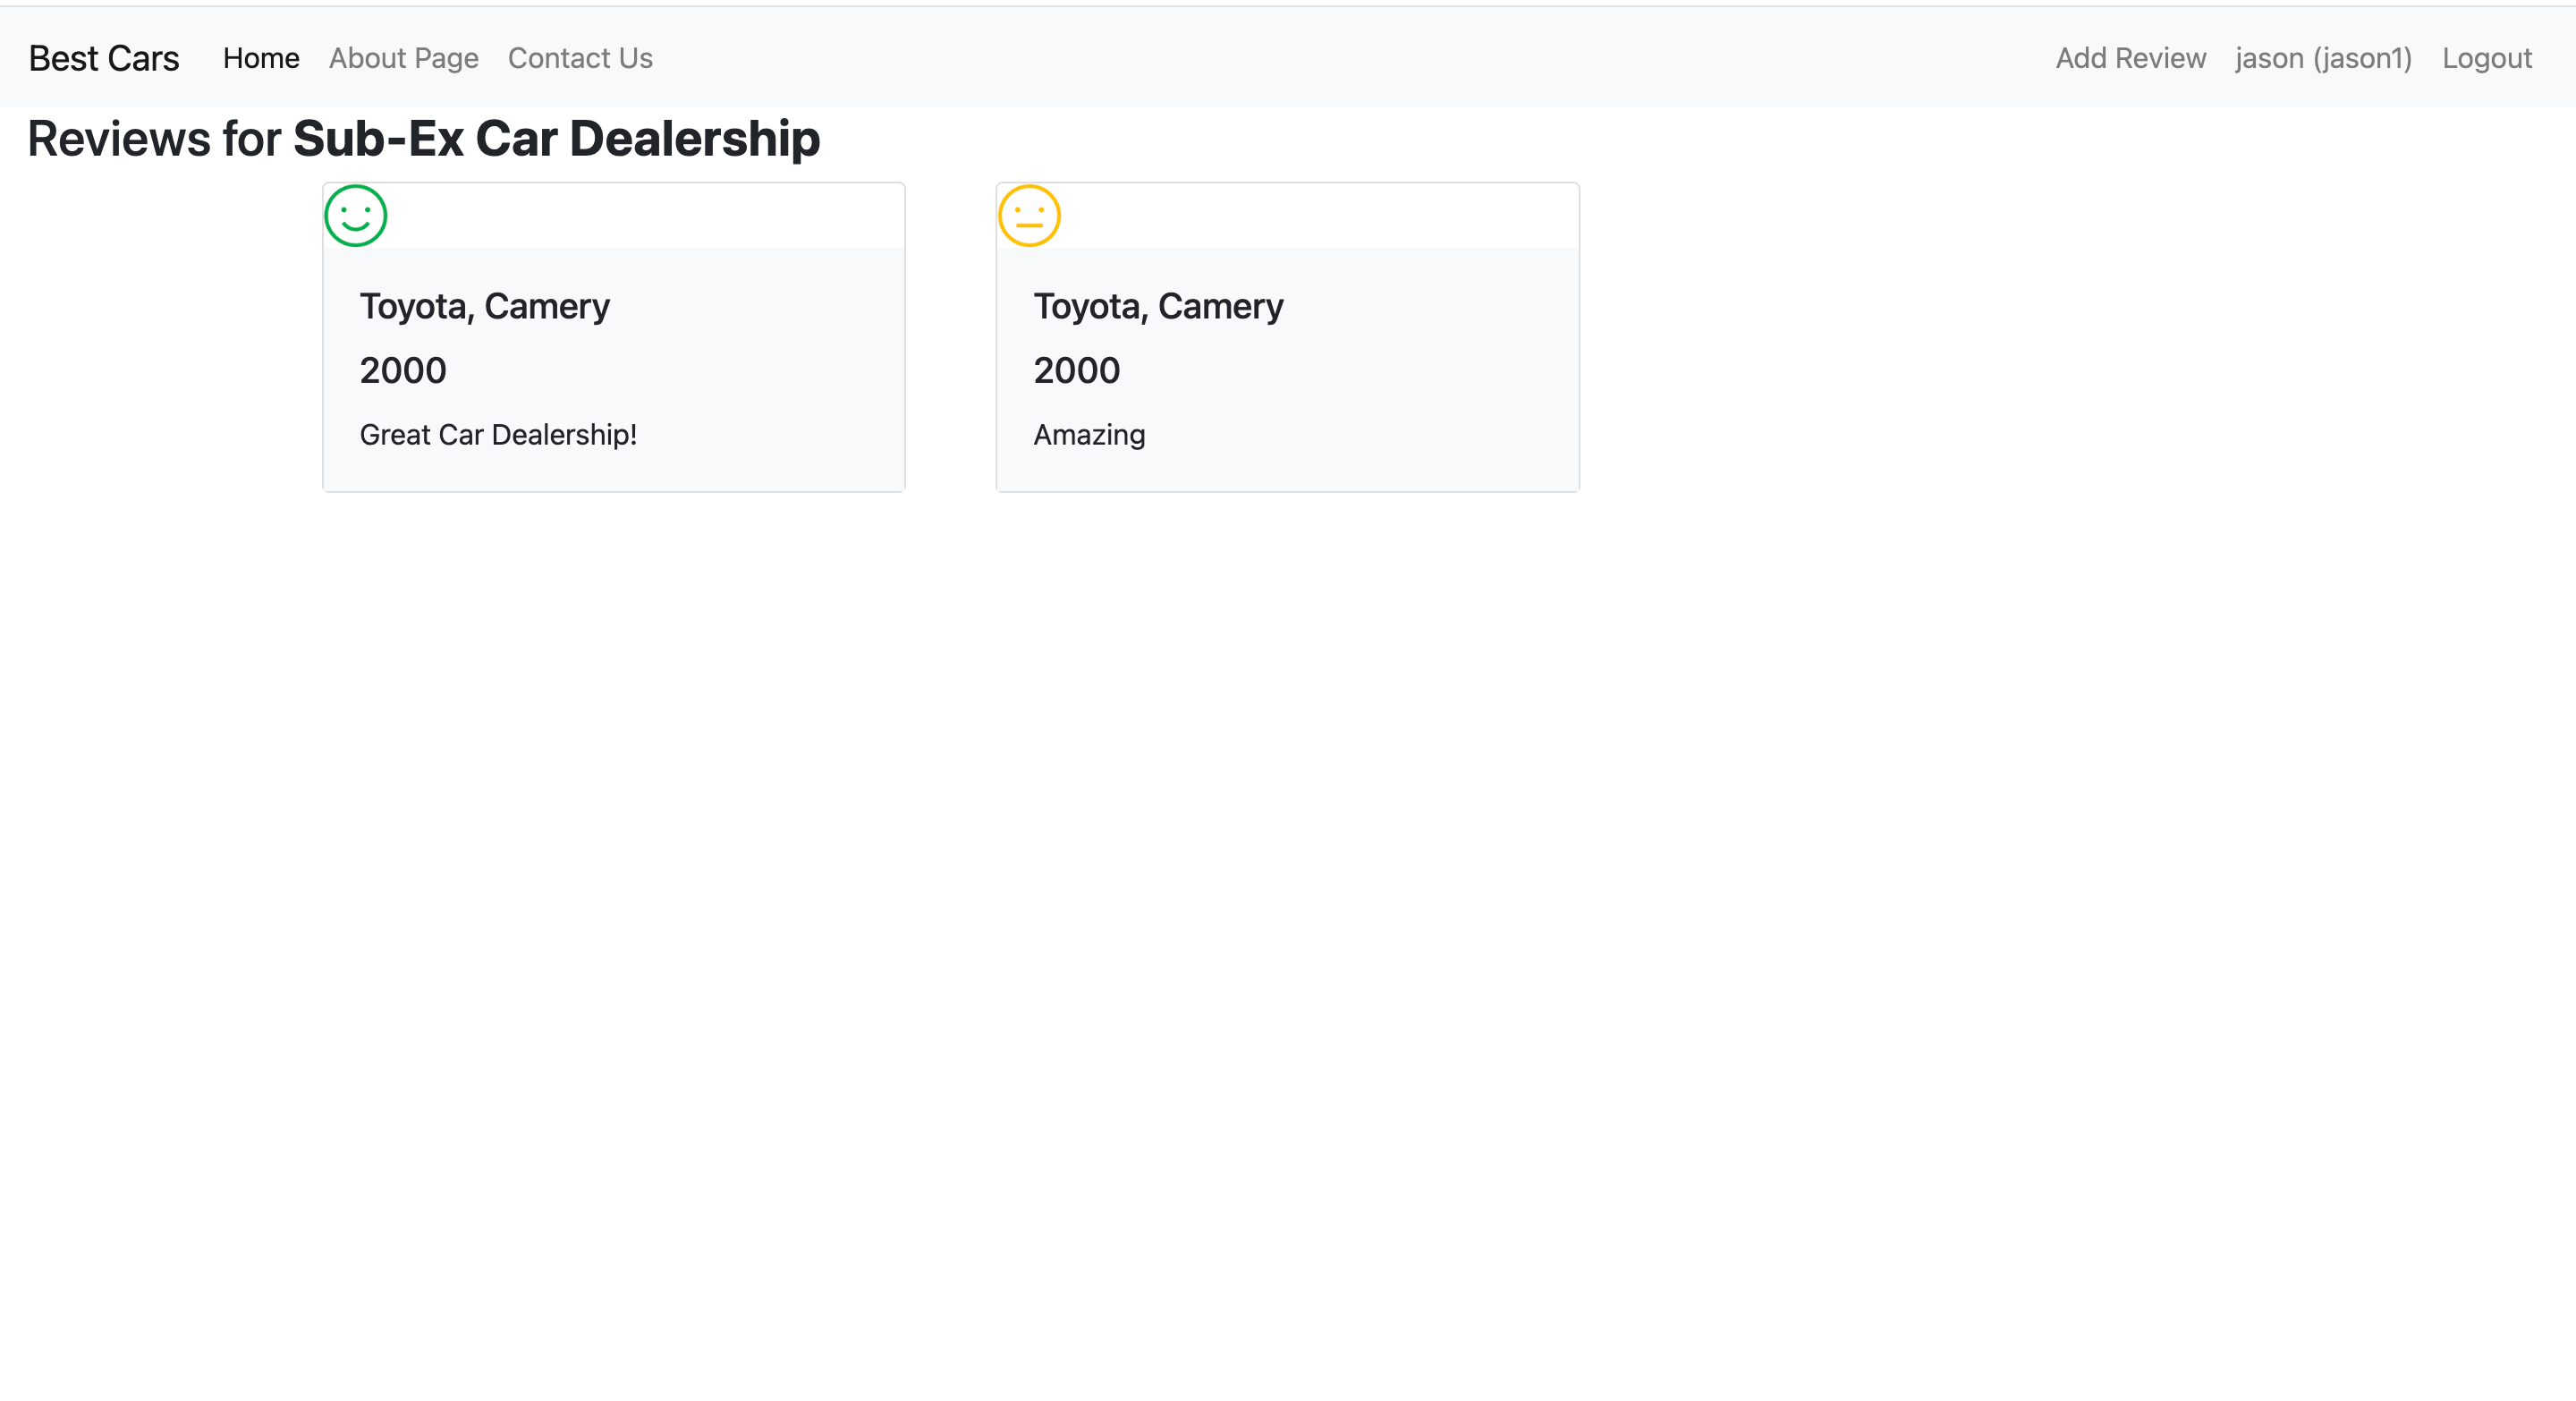 Best Cars Home About Page Contact Us Add Review jason (jason1) Logout
Reviews for Sub-Ex Car Dealership
Toyota, Camery
2000
Great Car Dealership!
Toyota, Camery
2000
Amazing